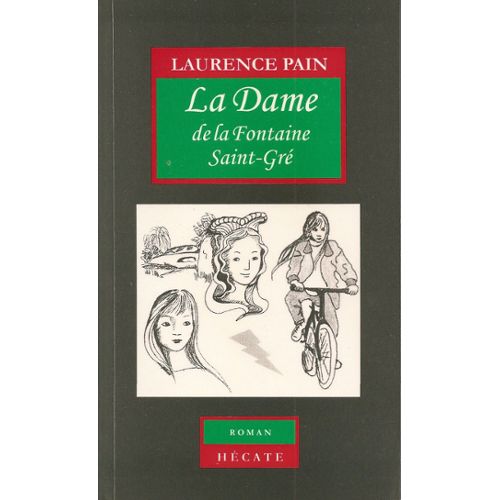 LAURENCE PAIN
La Dame
de la Fontaine
Saint-Gré
ROMAN
HÉCATE